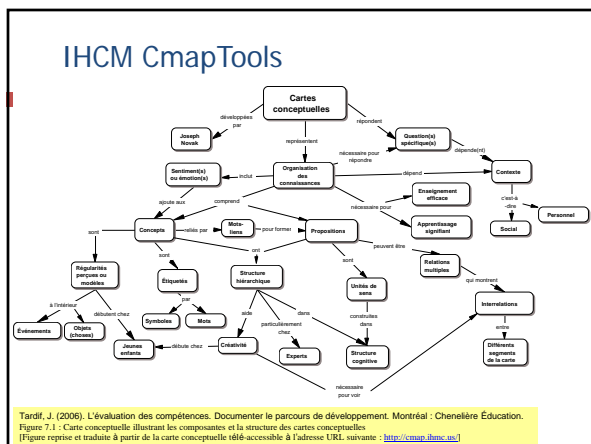 IHCM CmapTools
Cartes
conceptuelles
développées
par
répondent
Joseph
Novak
représentent
Question(s)
spécifique(s)
nécessaire pour
répondre
dépende(nt)
Sentiment(s)
ou émotion(s)
inclut
Organisation
des
connaissances
dépend
Contexte
ajoutés aux
comprend
nécessaire pour
Enseignement
efficace
c'est-à
-dire
Personnel
Social
Apprentissage
signifiant
Concepts
reliés par
Mots-
liens
pour former
Propositions
sont
sont
ont
sont
peuvent être
Relations
multiples
Régularités
perçues ou
modèles
Étiquetés
Structure
hiérarchique
Unités de
sens
qui montrent
à l'intérieur
débutent chez
par
Interrelations
Événements
Objets
(choses)
Symboles
Mots
aide
particulièrement
chez
dans
construites
dans
entre
Jeunes
enfants
débute chez
Créativité
Experts
Structure
cognitive
Différents
segments
de la carte
nécessaire
pour voir
Tardif, J. (2006). L'évaluation des compétences. Documenter le parcours de développement. Montréal : Chenelière Éducation.
Figure 7.1 : Carte conceptuelle illustrant les composantes et la structure des cartes conceptuelles
[Figure reprise et traduite à partir de la carte conceptuelle télé-accessible à l'adresse URL suivante : http://cmap.ihmc.us/]